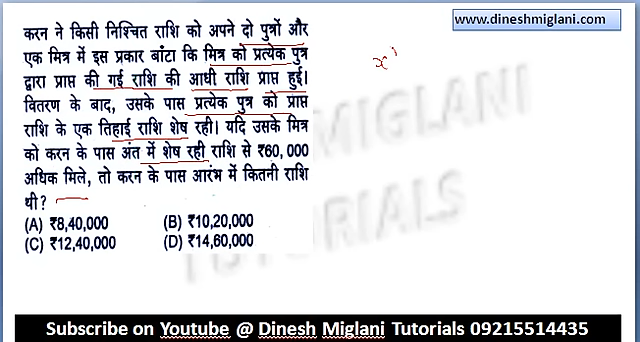 www.dineshmiglani.com
करन ने किसी निश्चित राशि को अपने दो पुत्रों और
एक मित्र में इस प्रकार बाँटा कि मित्र को प्रत्येक पुत्र
द्वारा प्राप्त की गई राशि की आधी राशि प्राप्त हुई।
वितरण के बाद, उसके पास प्रत्येक पुत्र को प्राप्त
राशि के एक तिहाई राशि शेष रही। यदि उसके मित्र
को करन के पास अंत में शेष रही राशि से ₹60,000
अधिक मिले, तो करन के पास आरंभ में कितनी राशि
थी?
(A) ₹8,40,000 (B) ₹10,20,000
(C) ₹12,40,000 (D) ₹14,60,000
x
MIGLANI
TUTORIALS
Subscribe on Youtube @ Dinesh Miglani Tutorials 09215514435